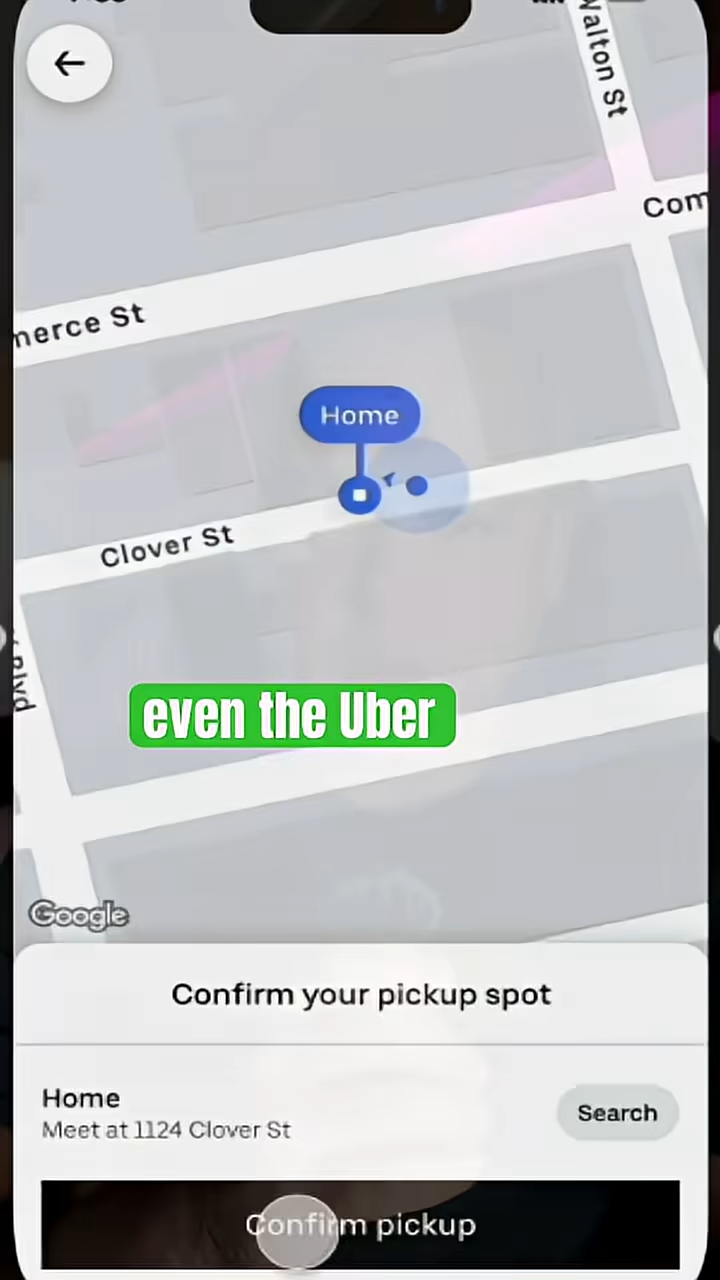 Walton St
Com
merce St
Home
Clover St
Blvd
even the Uber
Google
Confirm your pickup spot
Home
Meet at 1124 Clover St
Search
Confirm pickup